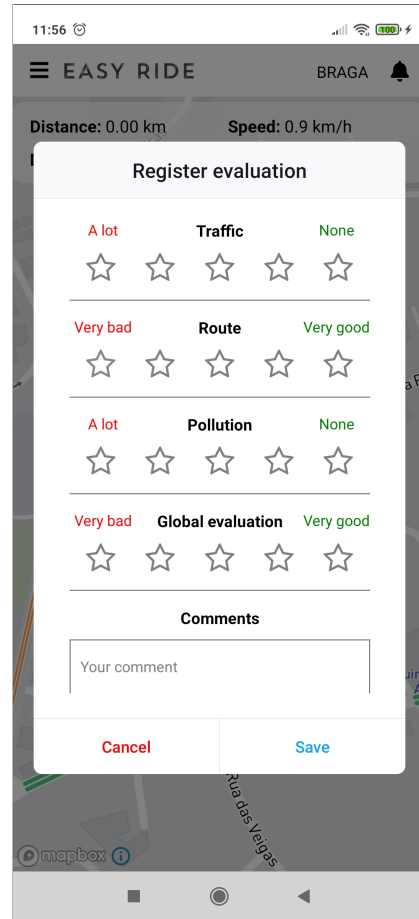 11:56
100
EASY RIDE
BRAGA
Distance: 0.00 km
Speed: 0.9 km/h
Register evaluation
A lot Traffic None
Very bad Route Very good
A lot Pollution None
Very bad Global evaluation Very good
Comments
Your comment
Cancel Save
Rua das Veigas
mapbox